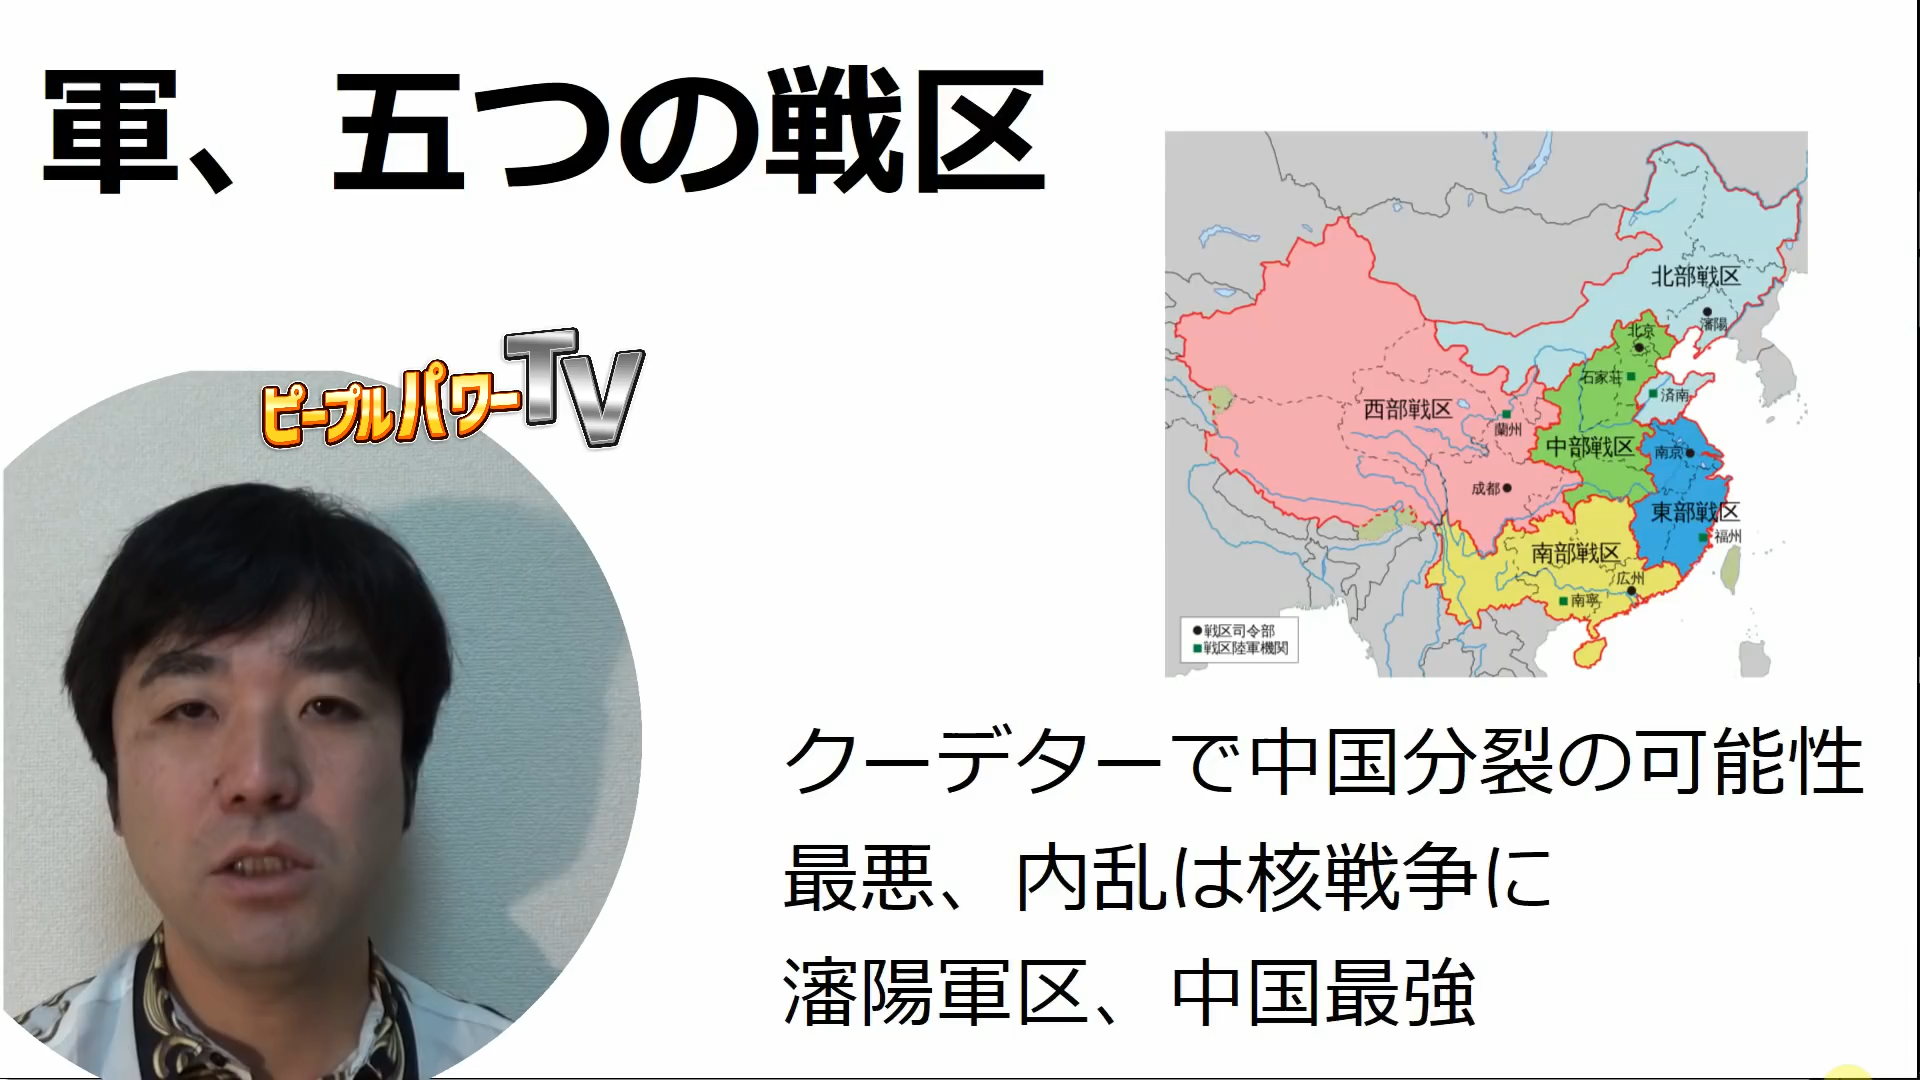 軍、五つの戦区
ピープルパワーTV
北部戦区
瀋陽
北京
石家荘
済南
西部戦区
蘭州
中部戦区
南京
成都
東部戦区
福州
南部戦区
広州
南寧
戦区司令部
戦区陸軍機関
クーデターで中国分裂の可能性
最悪、内乱は核戦争に
瀋陽軍区、中国最強